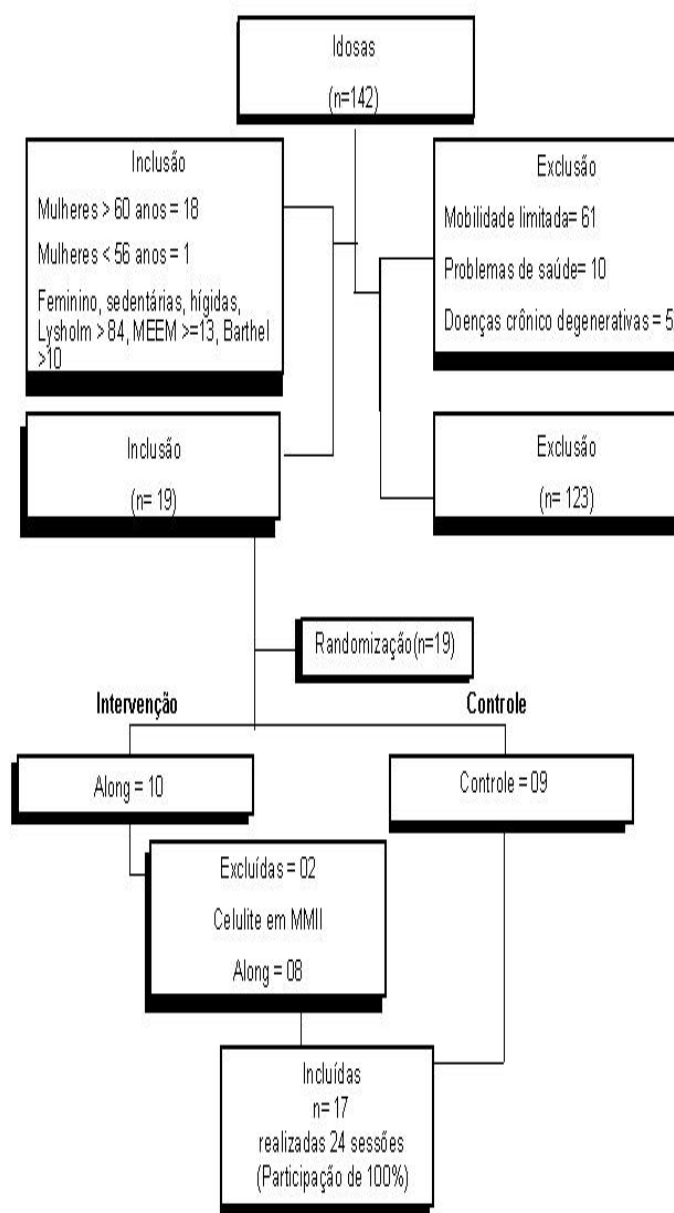 Idosas
(n=142)
Inclusão
Mulheres > 60 anos = 18
Mulheres < 56 anos = 1
Feminino, sedentárias, hígidas,
Lysholm > 84, MEEM >=13, Barthel
>10
Exclusão
Mobilidade limitada= 61
Problemas de saúde= 10
Doenças crônico degenerativas =
Inclusão
(n= 19)
Exclusão
(n= 123)
Randomização(n=19)
Intervenção
Controle
Along = 10
Controle = 09
Excluídas = 02
Celulite em MMII
Along = 08
Incluídas
n= 17
realizadas 24 sessões
(Participação de 100%)